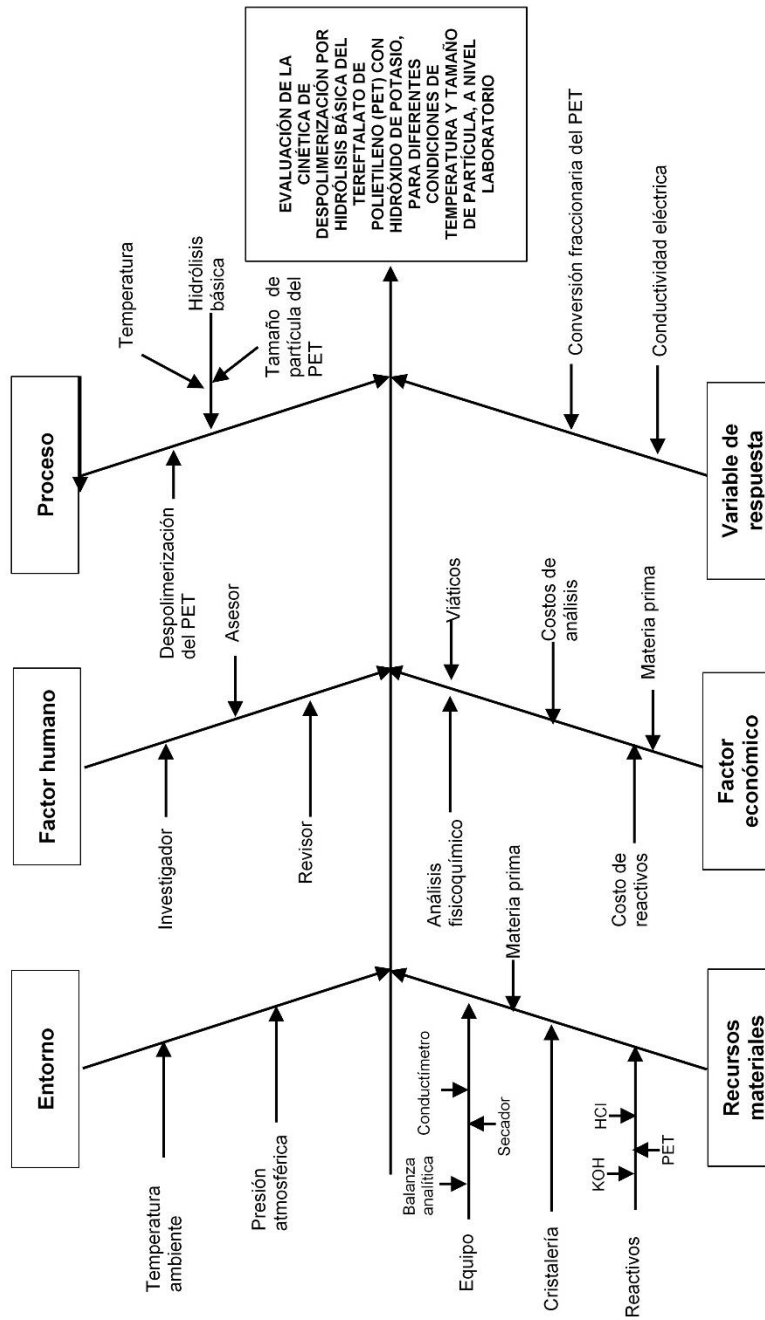 Entorno
Factor humano
Proceso
Temperatura
ambiente
Presión
atmosférica
Investigador
Asesor
Revisor
Despolimerización
del PET
Temperatura
Hidrólisis
básica
Tamaño de
partícula del
PET
EVALUACIÓN DE LA
CINÉTICA DE
DESPOLIMERIZACIÓN POR
HIDRÓLISIS BÁSICA DEL
TEREFTALATO DE
POLIETILENO (PET) CON
HIDRÓXIDO DE POTASIO,
PARA DIFERENTES
CONDICIONES DE
TEMPERATURA Y TAMAÑO
DE PARTÍCULA, A NIVEL
LABORATORIO
Balanza
analítica
Conductímetro
Secador
Equipo
Materia prima
Cristalería
KOH
HCl
PET
Reactivos
Análisis
fisicoquímico
Viáticos
Costos de
análisis
Materia prima
Costo de
reactivos
Conversión fraccionaria del PET
Conductividad eléctrica
Recursos
materiales
Factor
económico
Variable de
respuesta